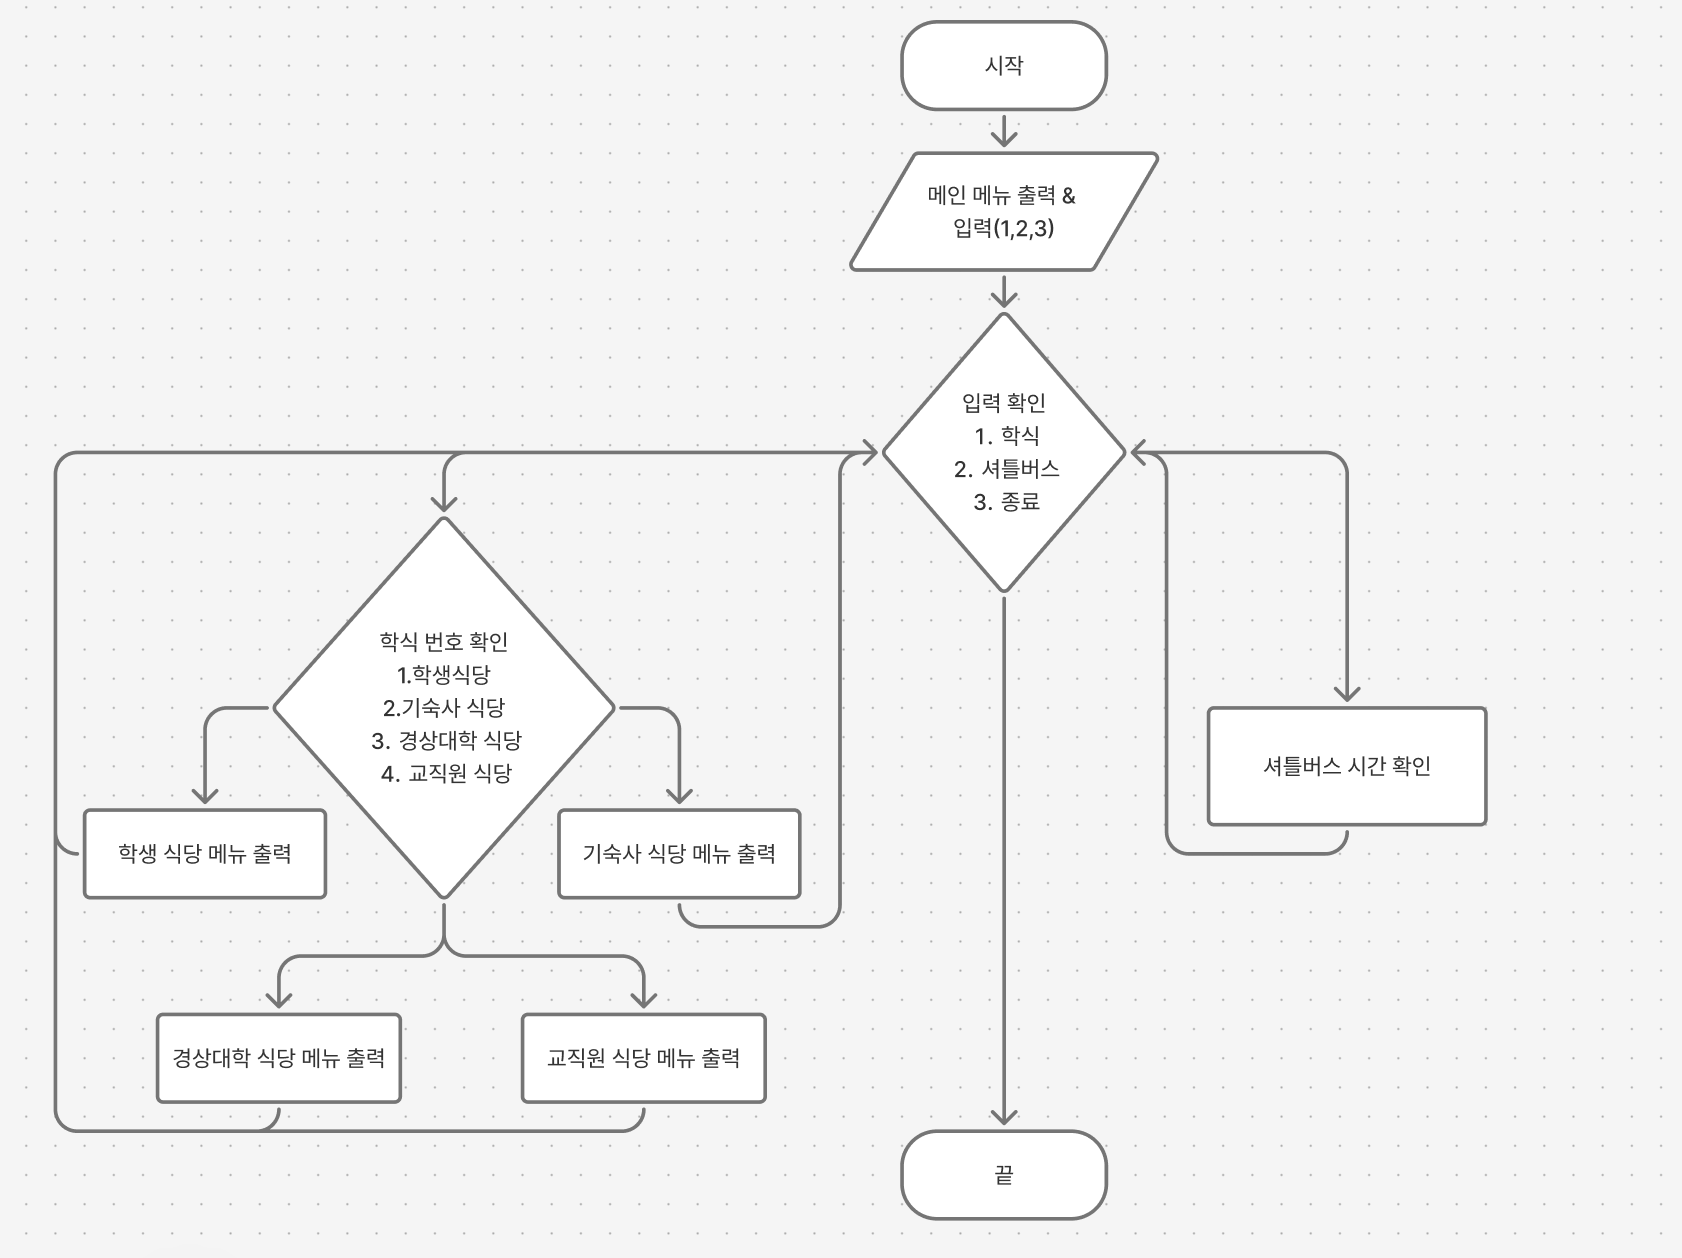 시작
메인 메뉴 출력 &
입력(1,2,3)
입력 확인
1. 학식
2. 셔틀버스
3. 종료
학식 번호 확인
1.학생식당
2.기숙사 식당
3. 경상대학 식당
4. 교직원 식당
셔틀버스 시간 확인
학생 식당 메뉴 출력
기숙사 식당 메뉴 출력
경상대학 식당 메뉴 출력
교직원 식당 메뉴 출력
끝